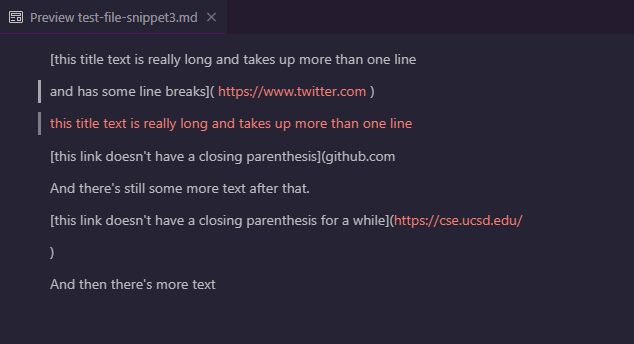 Preview test-file-snippet3.md
[this title text is really long and takes up more than one line
and has some line breaks]( https://www.twitter.com )
this title text is really long and takes up more than one line
[this link doesn't have a closing parenthesis](github.com
And there's still some more text after that.
[this link doesn't have a closing parenthesis for a while](https://cse.ucsd.edu/
)
And then there's more text